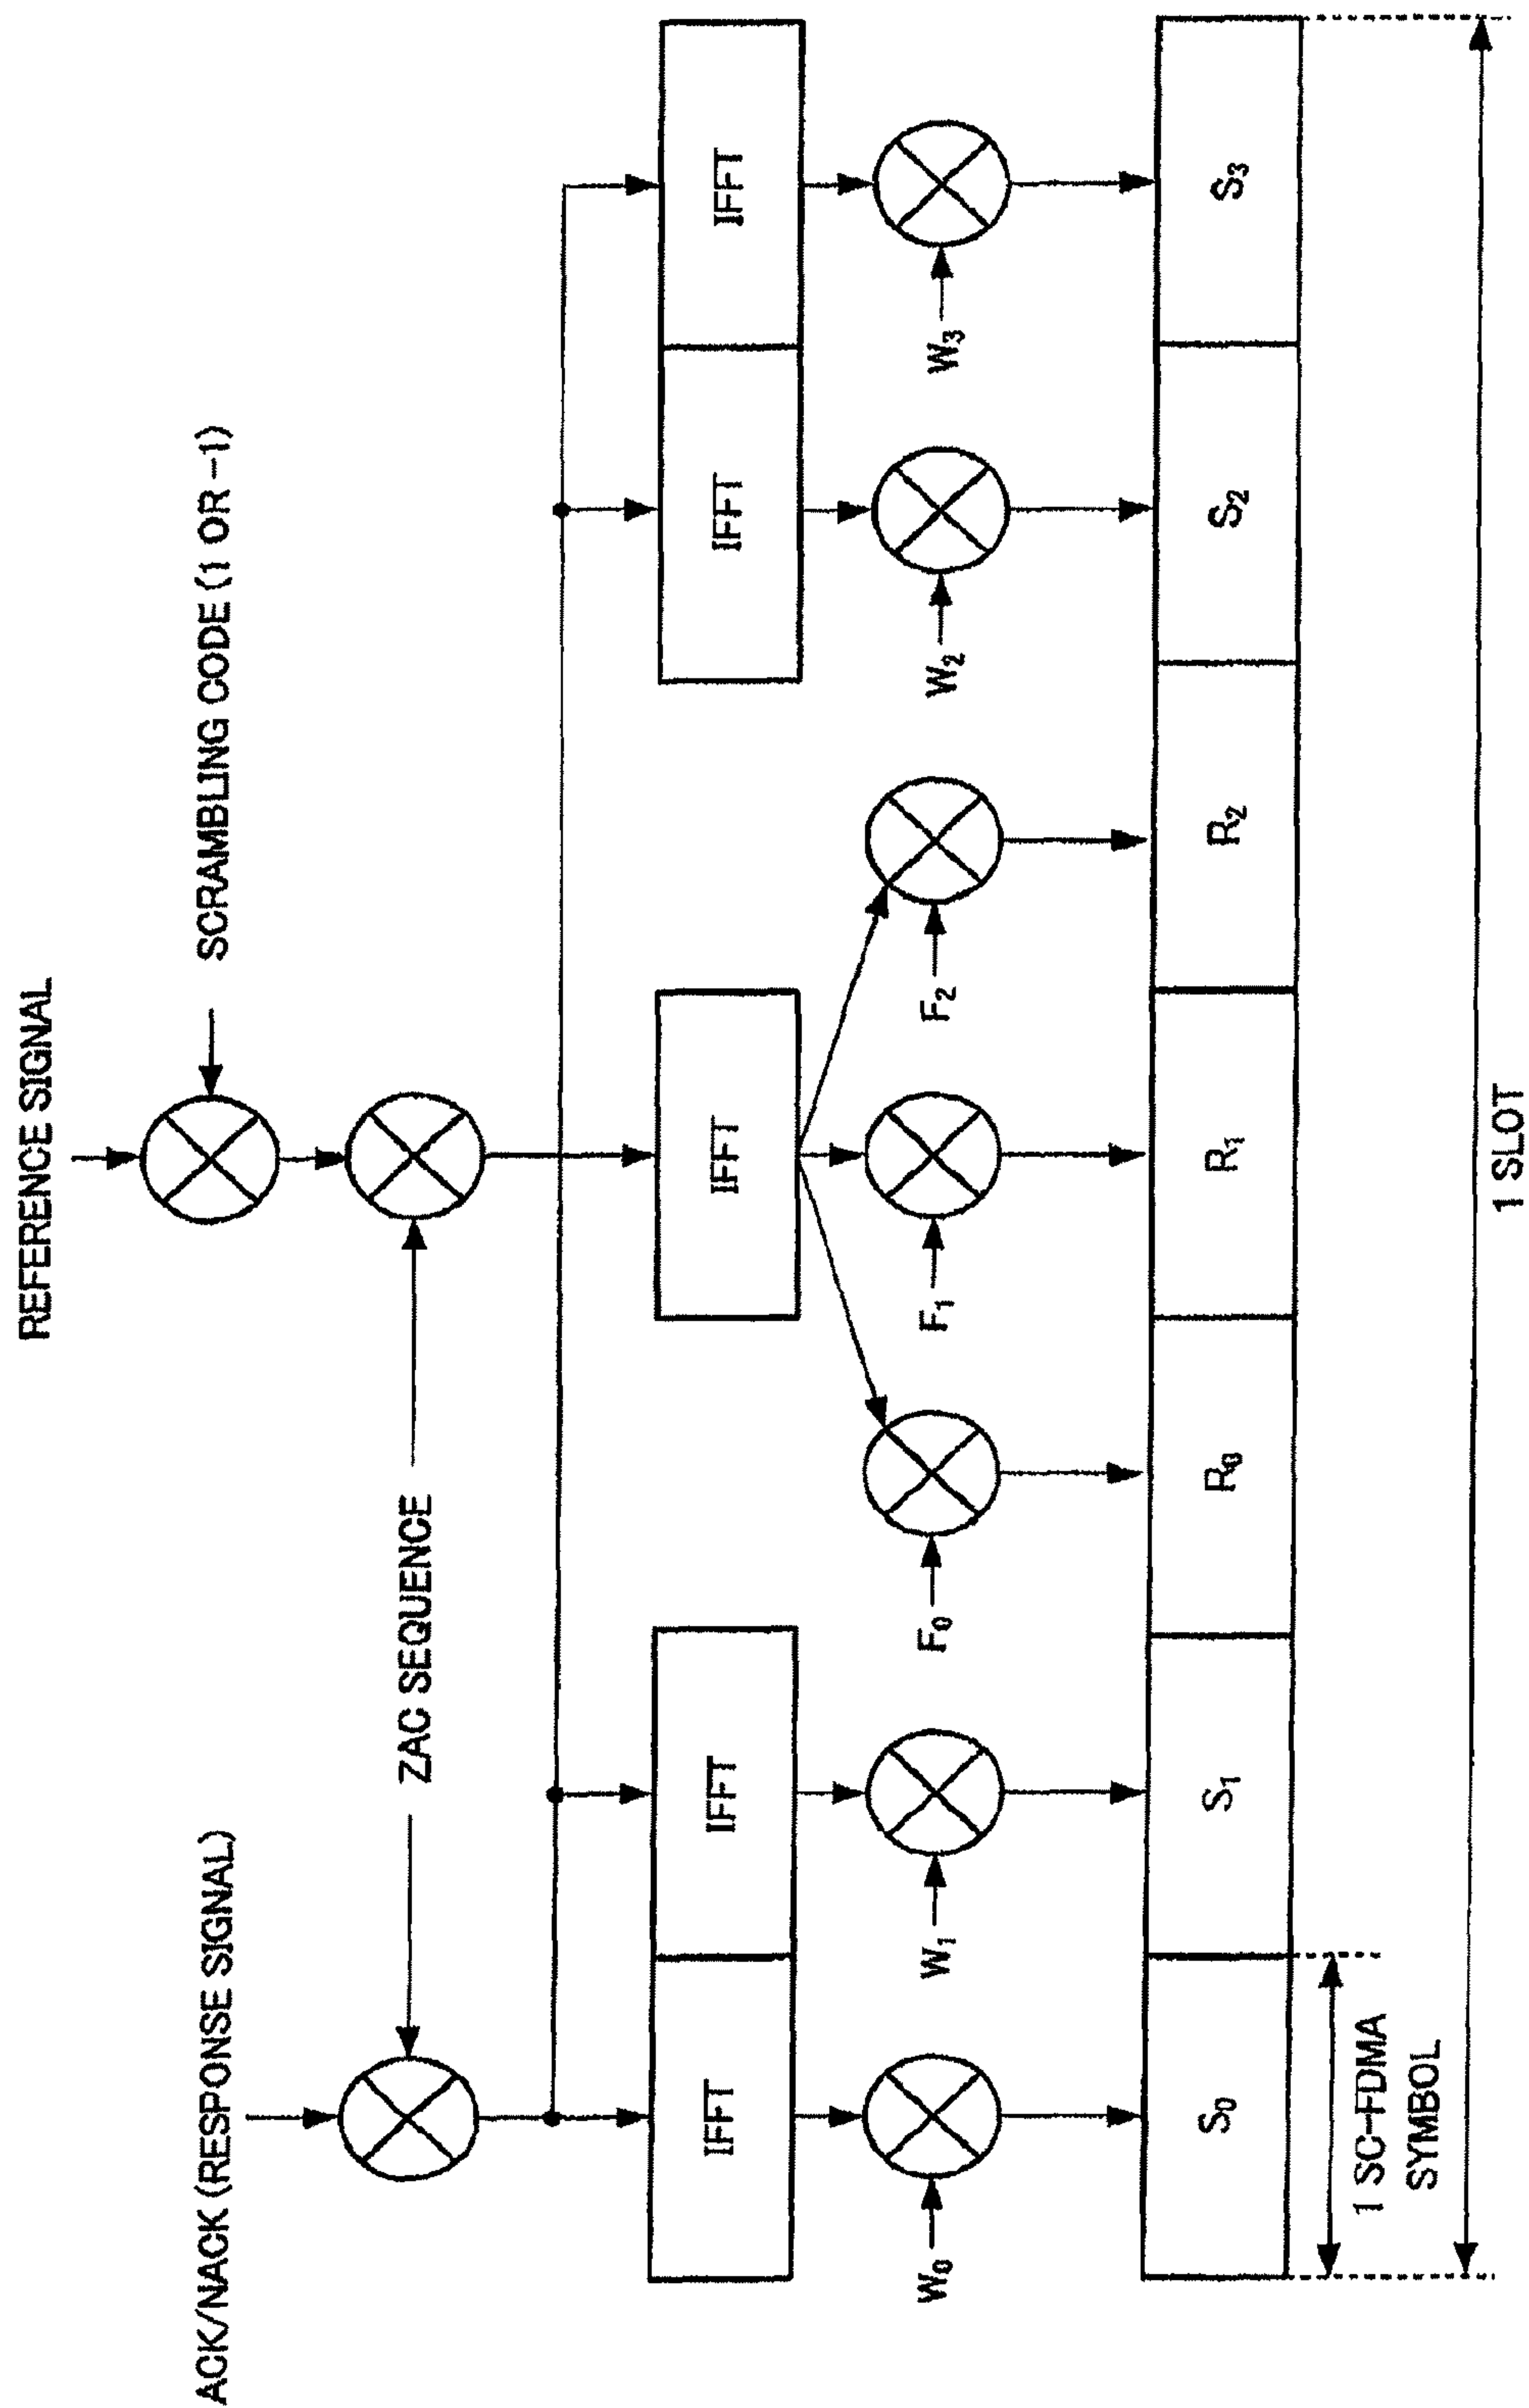 REFERENCE SIGNAL
ACK/NACK (RESPONSE SIGNAL)
SCRAMBLING CODE (1 OR -1)
ZAC SEQUENCE
IFFT
IFFT
IFFT
IFFT
IFFT
W0
W1
F0
F1
F2
W2
W3
S0
S1
R0
R1
R2
S2
S3
1 SC-FDMA
SYMBOL
1 SLOT